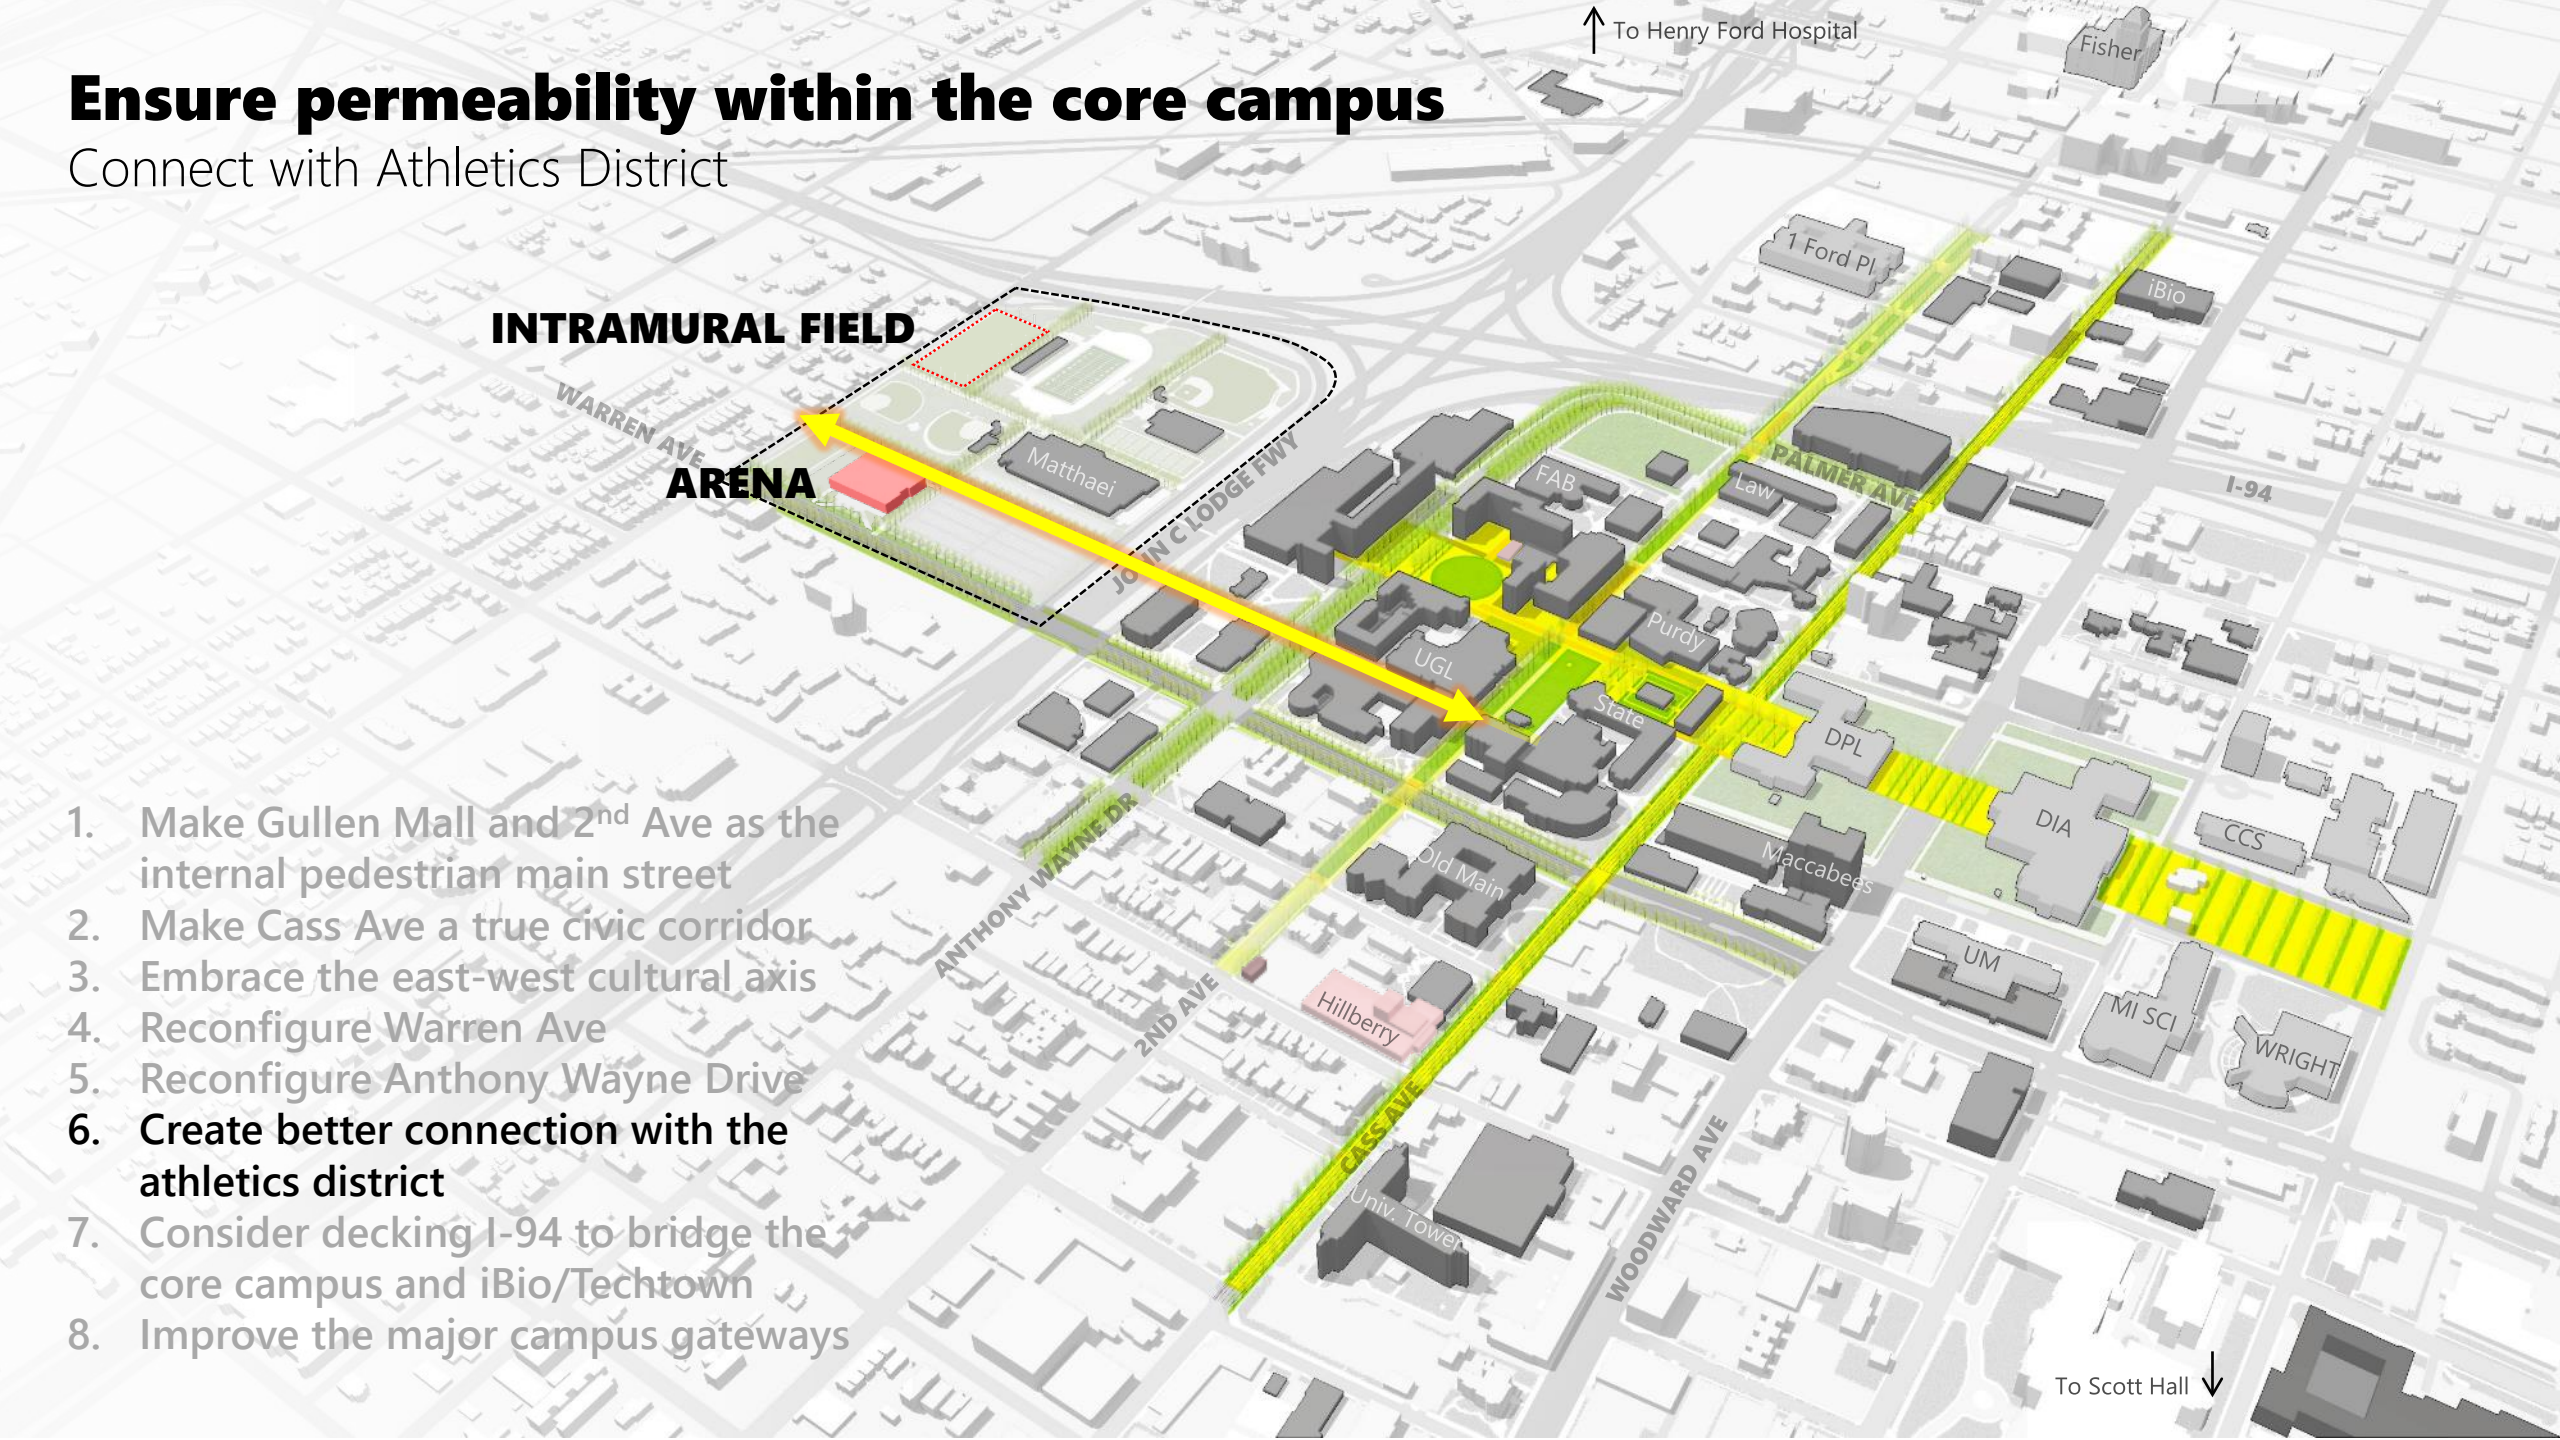 To Henry Ford Hospital
Fisher
Ensure permeability within the core campus
Connect with Athletics District
1 Ford Pl
iBio
INTRAMURAL FIELD
WARREN AVE
ARENA
Matthaei
JOHN C LODGE FWY
FAB
Law
PALMER AVE
I-94
UGL
Purdy
State
DPL
DIA
CCS
Maccabees
Old Main
ANTHONY WAYNE DR
2ND AVE
Hillberry
UM
MI SCI
WRIGHT
CASS AVE
WOODWARD AVE
Univ. Tower
To Scott Hall
1. Make Gullen Mall and 2nd Ave as the
internal pedestrian main street
2. Make Cass Ave a true civic corridor
3. Embrace the east-west cultural axis
4. Reconfigure Warren Ave
5. Reconfigure Anthony Wayne Drive
6. Create better connection with the
athletics district
7. Consider decking I-94 to bridge the
core campus and iBio/Techtown
8. Improve the major campus gateways